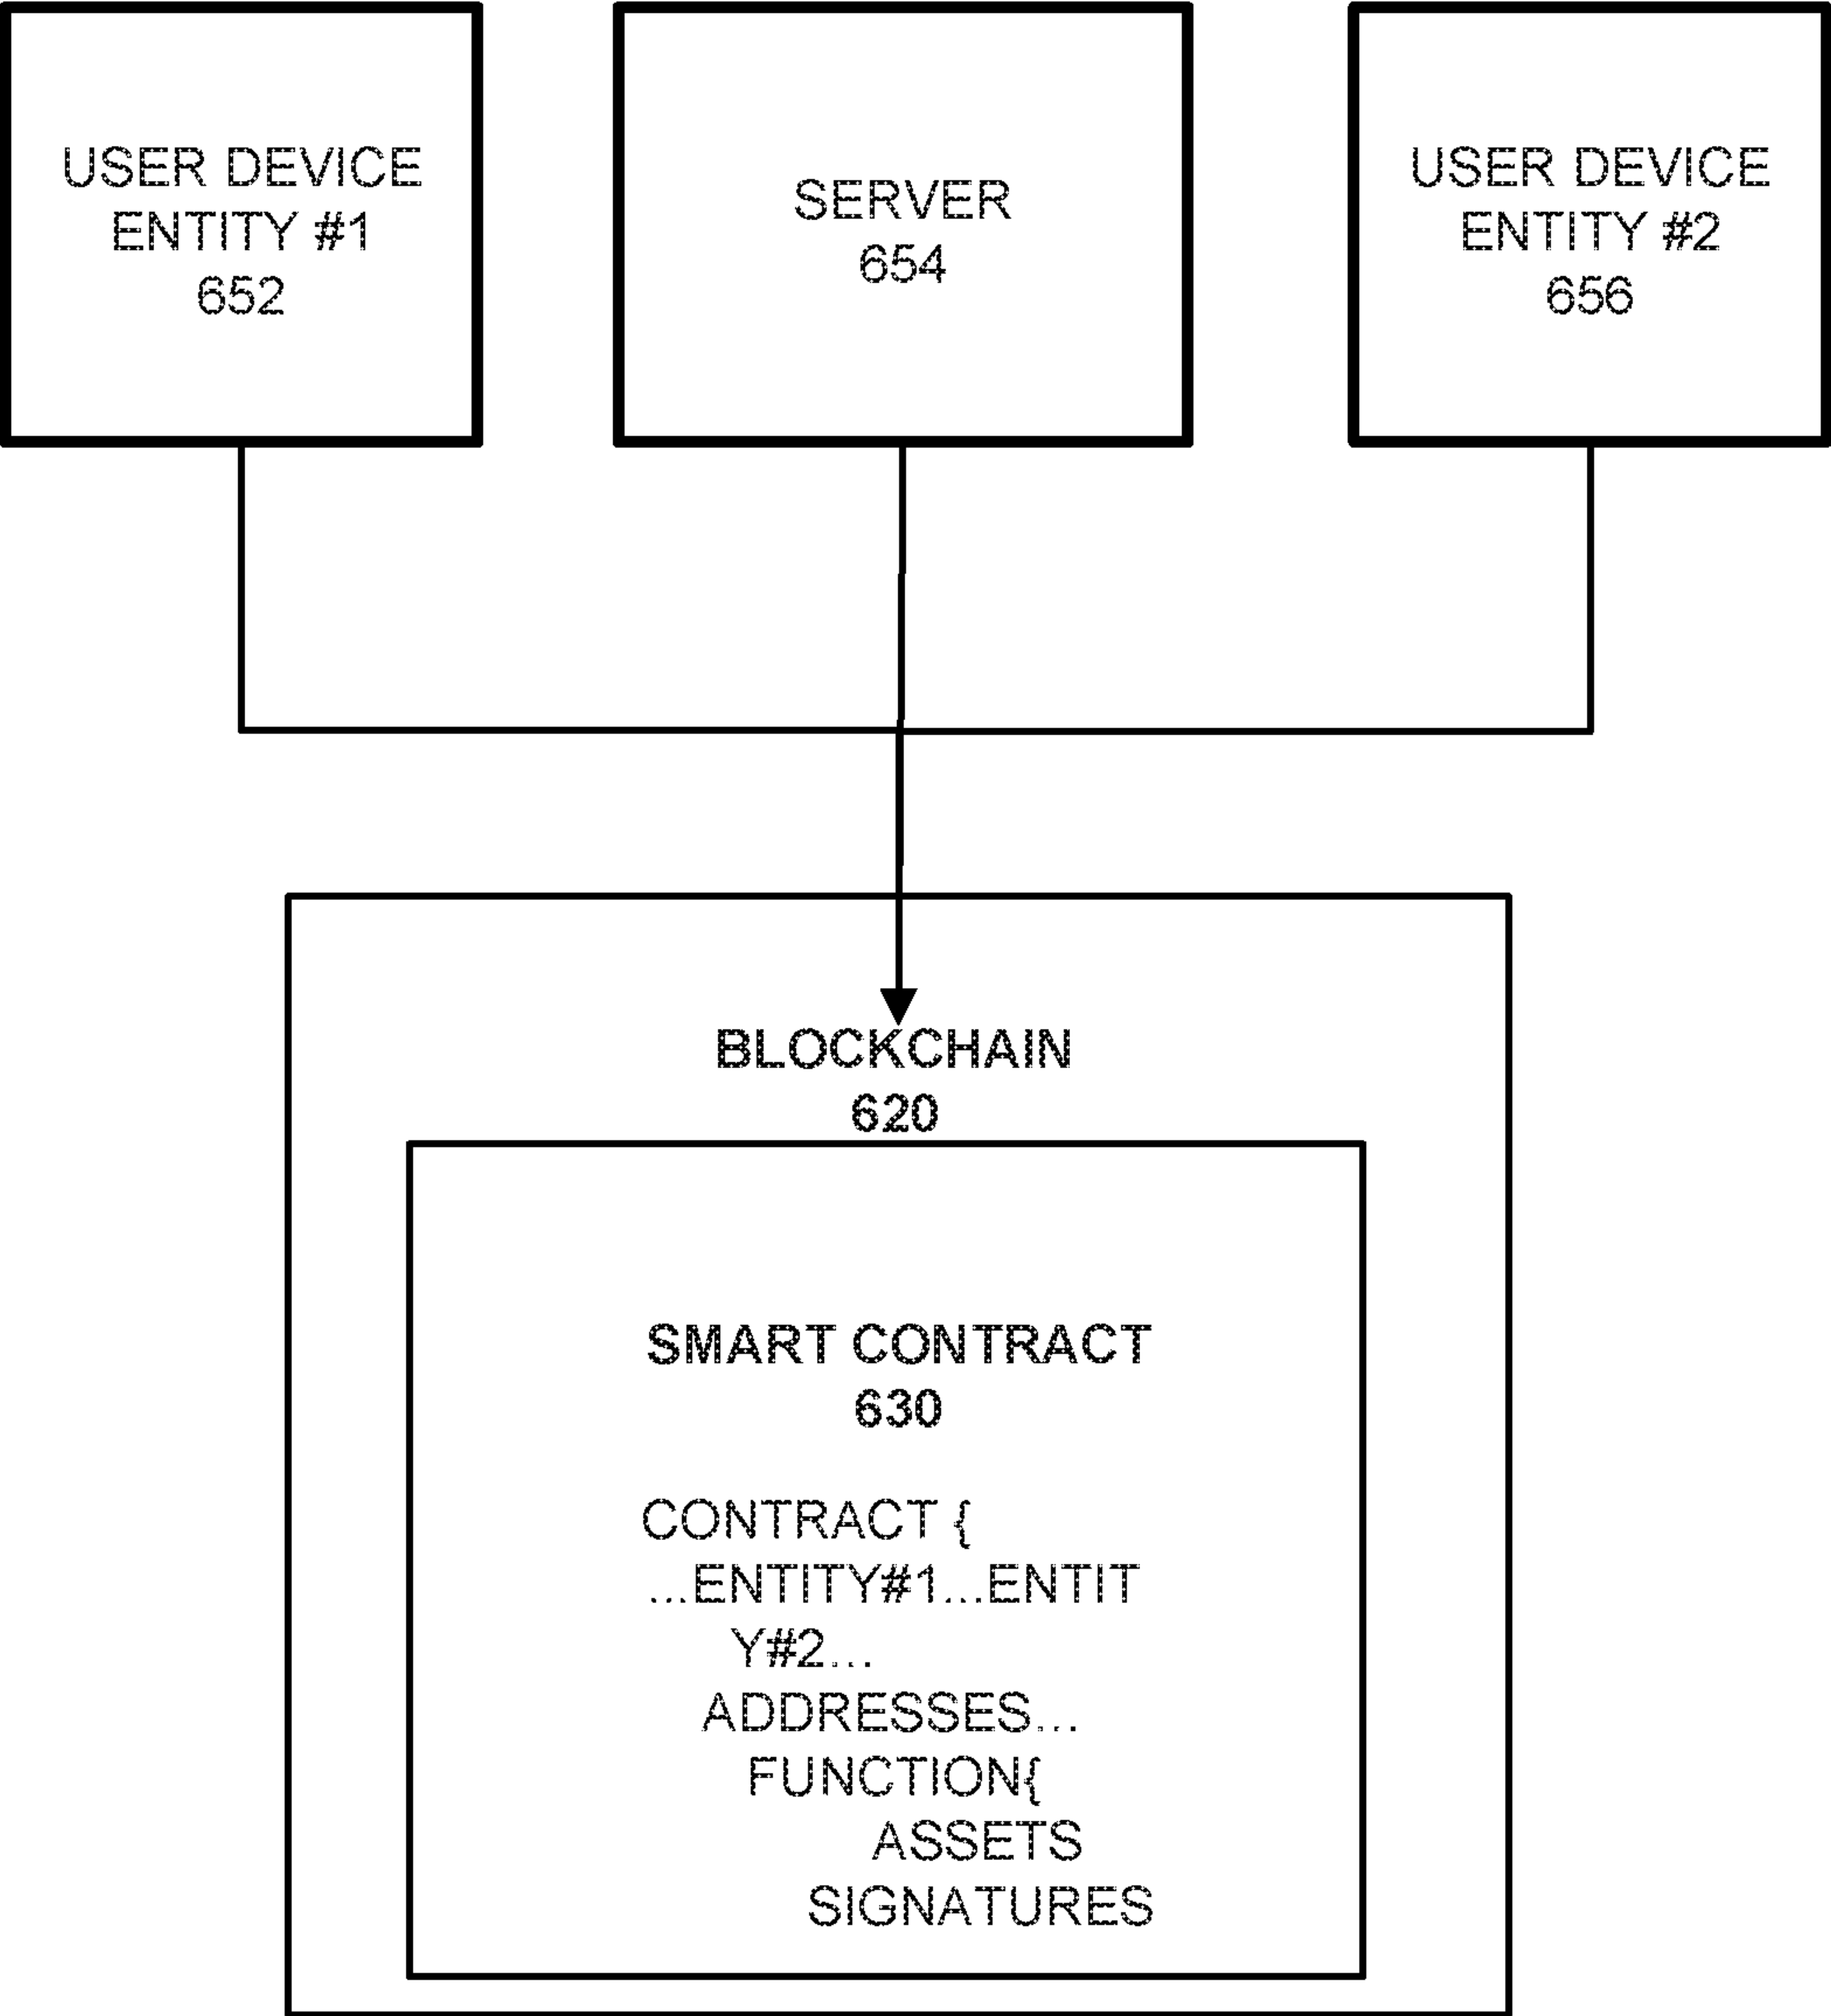 USER DEVICE
ENTITY #1
652
SERVER
654
USER DEVICE
ENTITY #2
656
BLOCKCHAIN
620
SMART CONTRACT
630
CONTRACT {
...ENTITY#1...ENTIT
Y#2...
ADDRESSES...
FUNCTION{
ASSETS
SIGNATURES